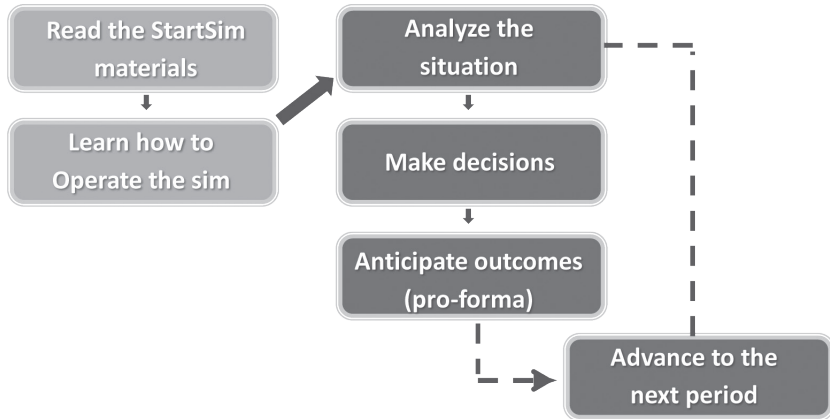 Read the StartSim
materials
Learn how to
Operate the sim
Analyze the
situation
Make decisions
Anticipate outcomes
(pro-forma)
Advance to the
next period